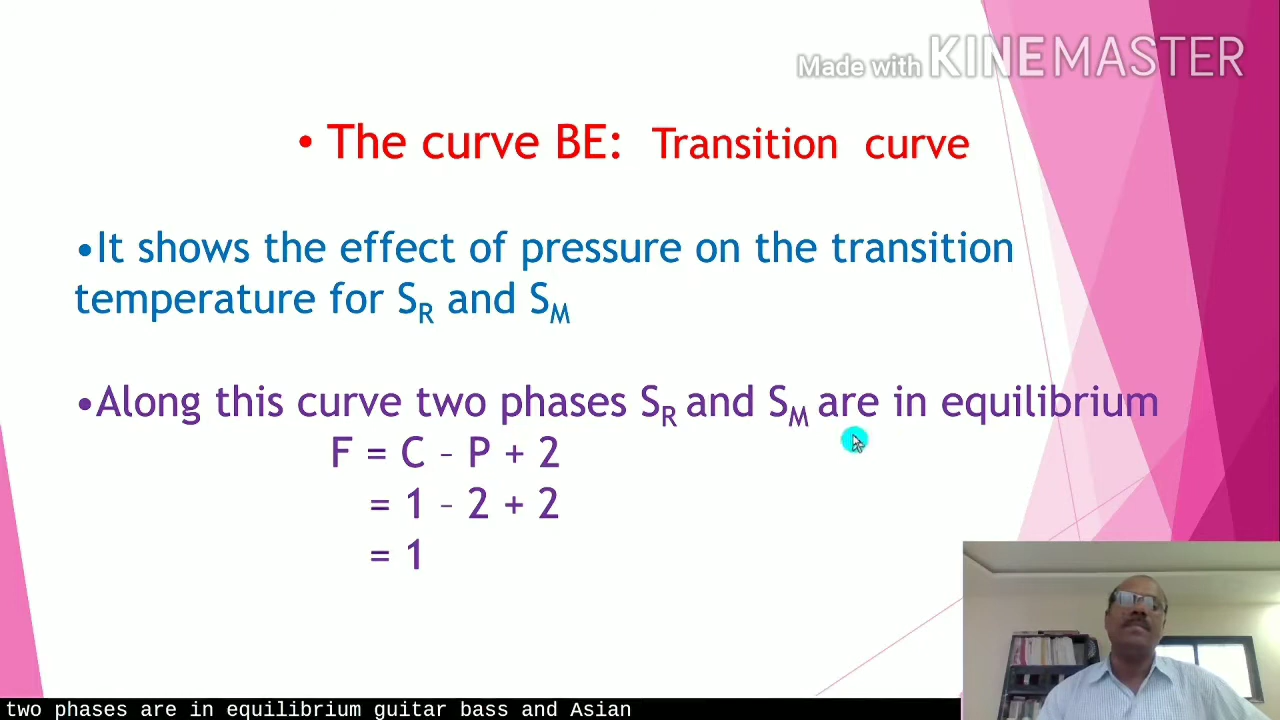 Made with KINEMASTER
• The curve BE: Transition curve
•It shows the effect of pressure on the transition
temperature for SR and SM
•Along this curve two phases SR and SM are in equilibrium
F = C – P + 2
= 1 – 2 + 2
= 1
two phases are in equilibrium guitar bass and Asian